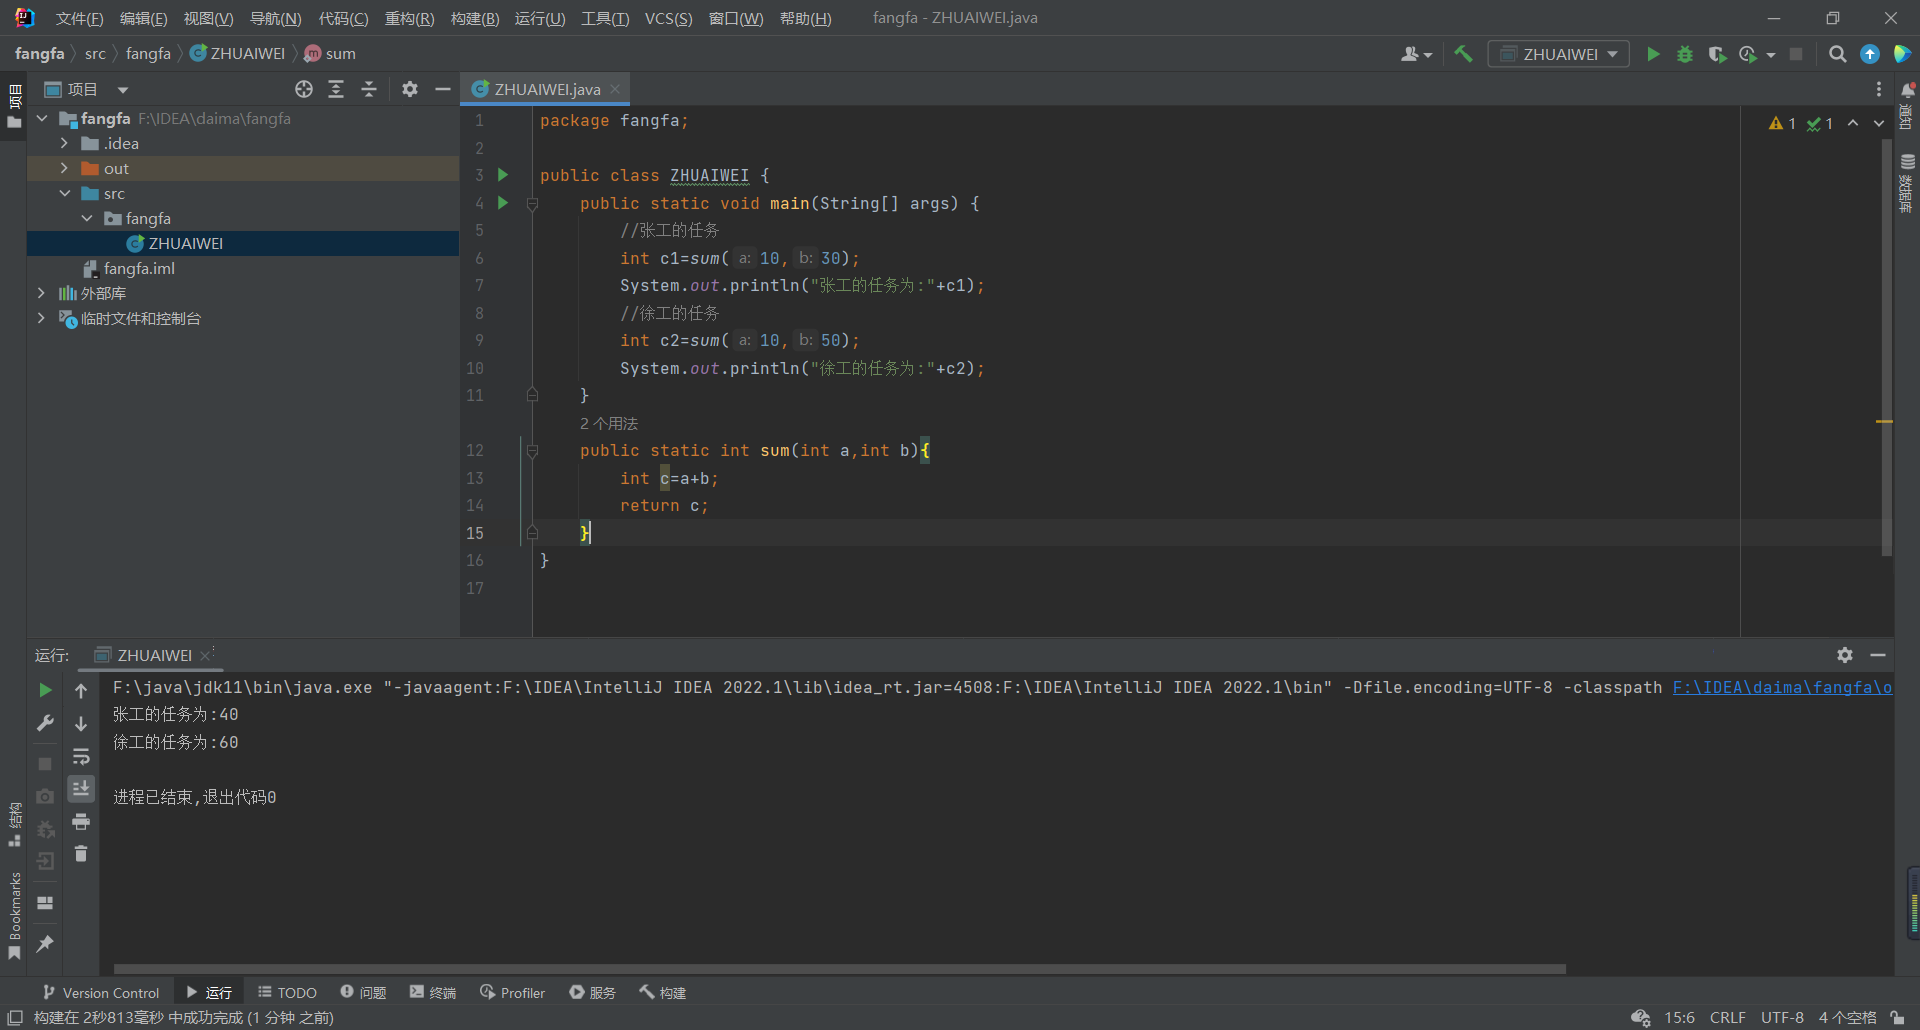 文件(F) 编辑(E) 视图(V) 导航(N) 代码(C) 重构(R) 构建(B) 运行(U) 工具(T) VCS(S) 窗口(W) 帮助(H) fangfa - ZHUAIWEI.java
fangfa src fangfa ZHUAIWEI sum ZHUAIWEI
项目
项目
ZHUAIWEI.java
fangfa F:\IDEA\daima\fangfa
.idea
out
src
fangfa
ZHUAIWEI
fangfa.iml
外部库
临时文件和控制台
1 package fangfa;
2
3 public class ZHUAIWEI {
4 public static void main(String[] args) {
5 //张工的任务
6 int c1=sum( a: 10, b: 30);
7 System.out.println("张工的任务为:"+c1);
8 //徐工的任务
9 int c2=sum( a: 10, b: 50);
10 System.out.println("徐工的任务为:"+c2);
11 }
2 个用法
12 public static int sum(int a,int b){
13 int c=a+b;
14 return c;
15 }
16 }
17
1 1
通知
数据库
运行: ZHUAIWEI
F:\java\jdk11\bin\java.exe "-javaagent:F:\IDEA\IntelliJ IDEA 2022.1\lib\idea_rt.jar=4508:F:\IDEA\IntelliJ IDEA 2022.1\bin" -Dfile.encoding=UTF-8 -classpath F:\IDEA\daima\fangfa\o
张工的任务为:40
徐工的任务为:60
进程已结束,退出代码0
结构
Bookmarks
Version Control 运行 TODO 问题 终端 Profiler 服务 构建
构建在 2秒813毫秒 中成功完成 (1 分钟 之前) 15:6 CRLF UTF-8 4 个空格